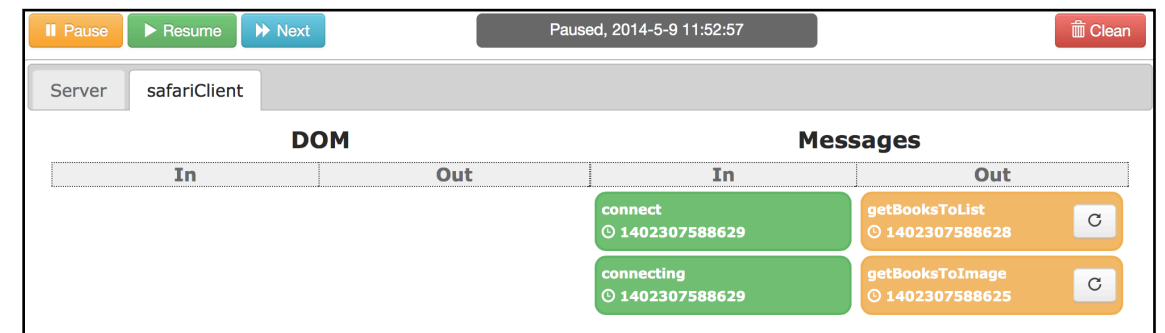 Pause Resume Next Paused, 2014-5-9 11:52:57 Clean
Server safariClient
DOM Messages
In Out In Out
connect getBooksToList
1402307588629 1402307588628
connecting getBooksToImage
1402307588629 1402307588625